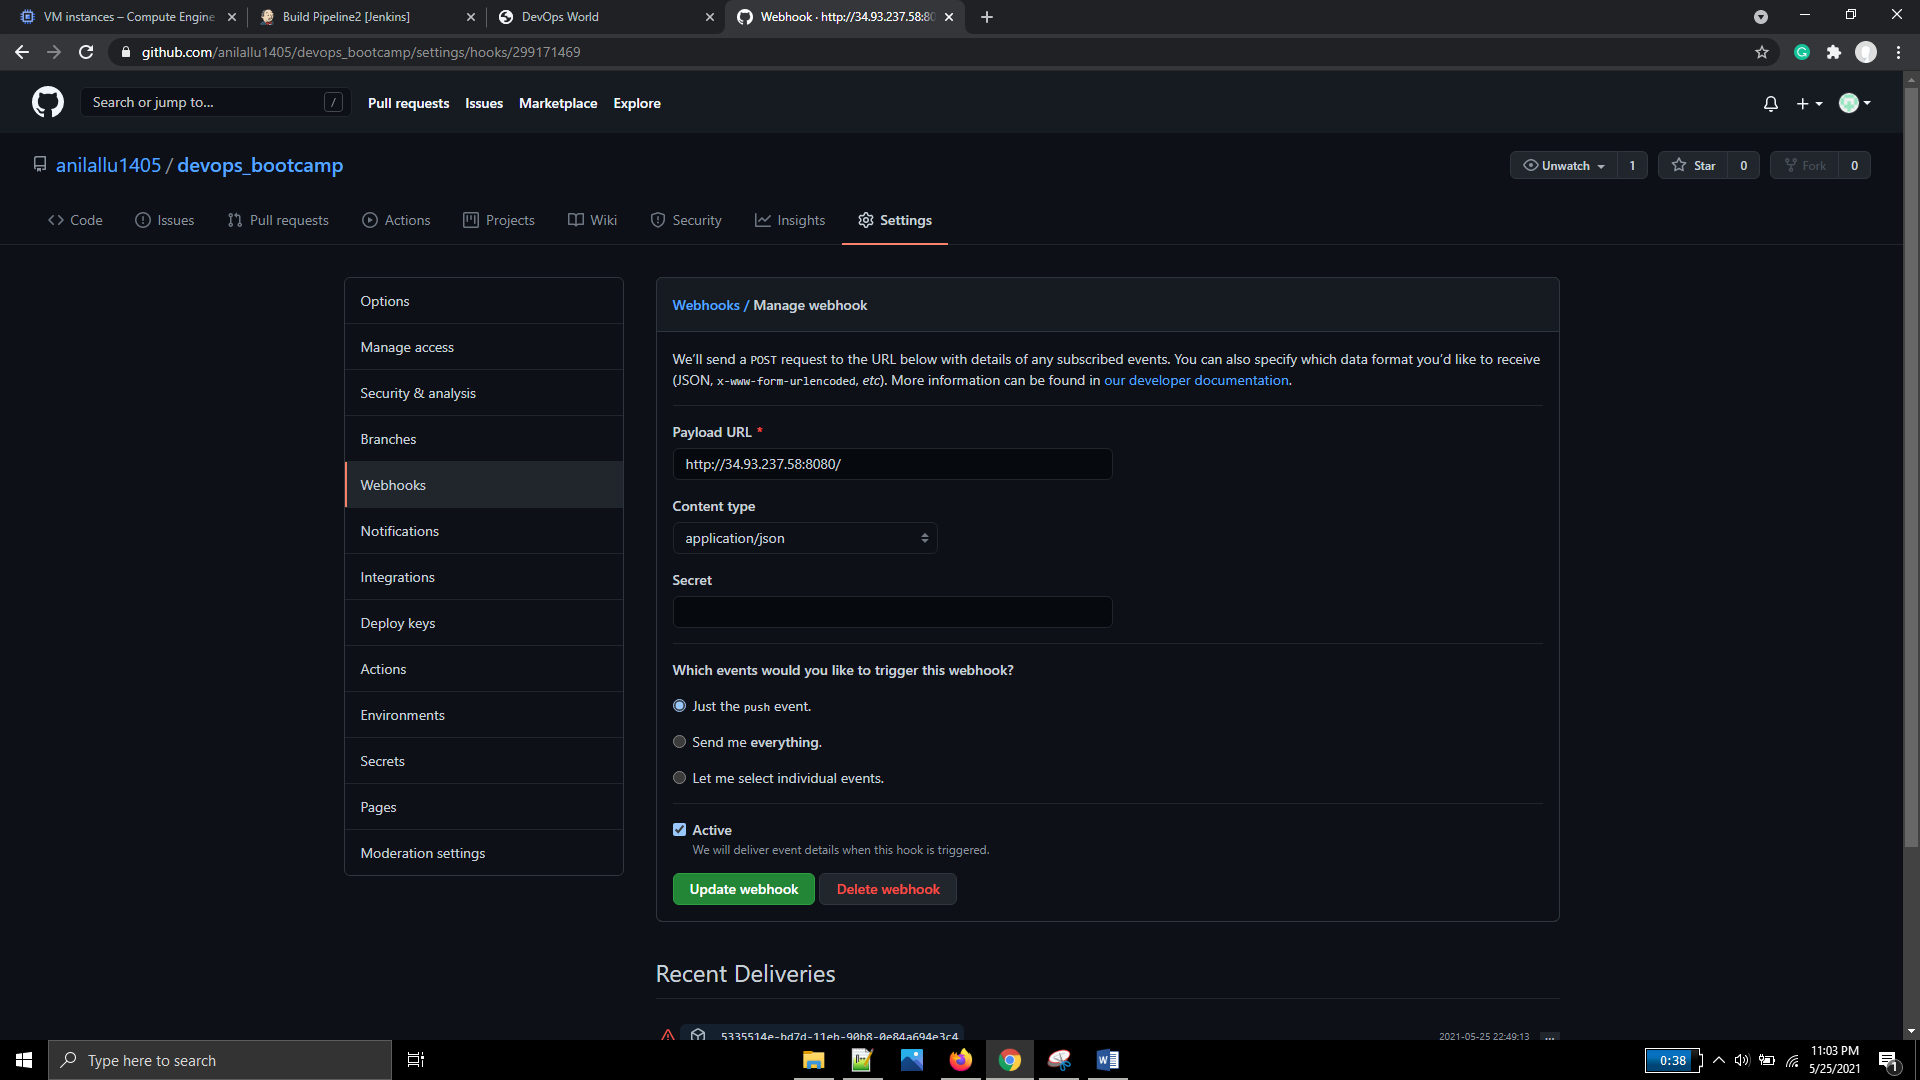 VM instances – Compute Engine
Build Pipeline2 [Jenkins]
DevOps World
Webhook · http://34.93.237.58:80
github.com/anilallu1405/devops_bootcamp/settings/hooks/299171469
Search or jump to...
/
Pull requests
Issues
Marketplace
Explore
anilallu1405 / devops_bootcamp
Unwatch
1
Star
0
Fork
0
Code
Issues
Pull requests
Actions
Projects
Wiki
Security
Insights
Settings
Options
Manage access
Security & analysis
Branches
Webhooks
Notifications
Integrations
Deploy keys
Actions
Environments
Secrets
Pages
Moderation settings
Webhooks / Manage webhook
We'll send a POST request to the URL below with details of any subscribed events. You can also specify which data format you'd like to receive
(JSON, x-www-form-urlencoded, etc). More information can be found in our developer documentation.
Payload URL *
http://34.93.237.58:8080/
Content type
application/json
Secret
Which events would you like to trigger this webhook?
Just the push event.
Send me everything.
Let me select individual events.
Active
We will deliver event details when this hook is triggered.
Update webhook
Delete webhook
Recent Deliveries
5335514e-bd7d-11eb-90b8-0e84a694e3c4
2021-05-25 22:49:13
...
Type here to search
0:38
11:03 PM
5/25/2021
1